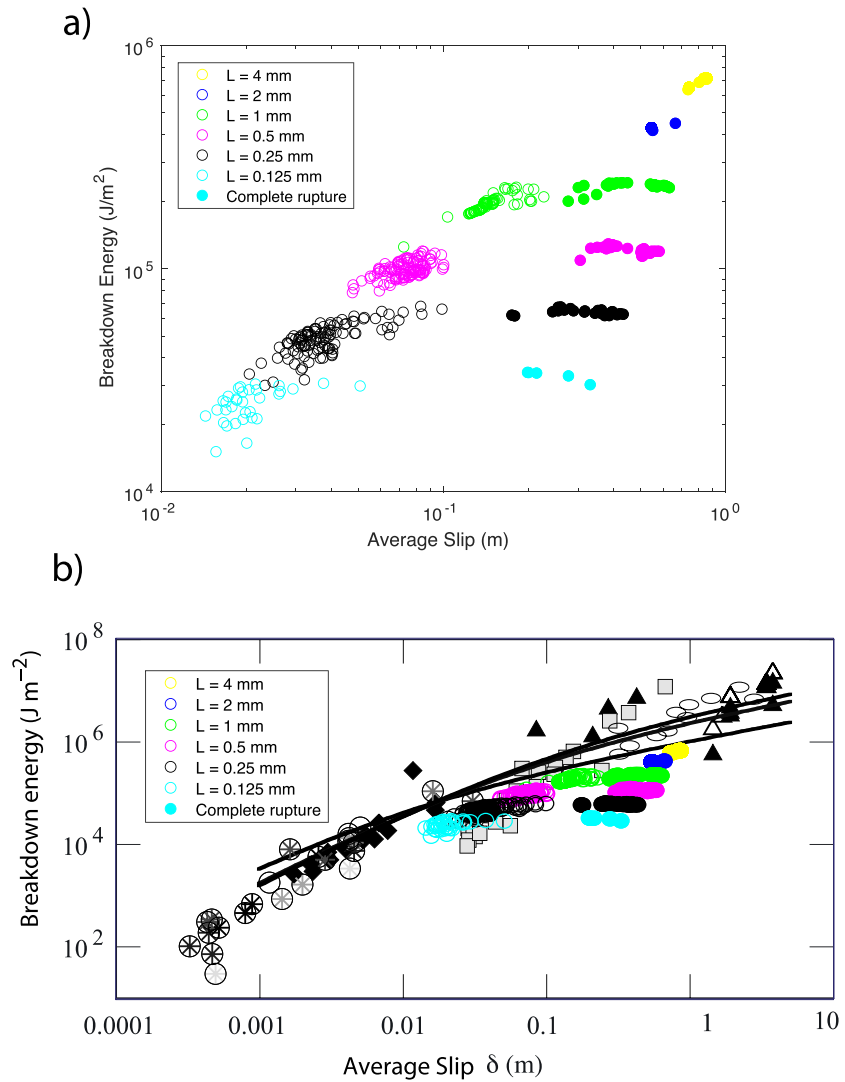 a)
10^6
10^5
10^4
Breakdown Energy (J/m^2)
L = 4 mm
L = 2 mm
L = 1 mm
L = 0.5 mm
L = 0.25 mm
L = 0.125 mm
Complete rupture
10^-2
10^-1
10^0
Average Slip (m)
b)
10^8
10^6
10^4
10^2
Breakdown energy (J m^−2)
L = 4 mm
L = 2 mm
L = 1 mm
L = 0.5 mm
L = 0.25 mm
L = 0.125 mm
Complete rupture
0.0001
0.001
0.01
0.1
1
10
Average Slip δ (m)